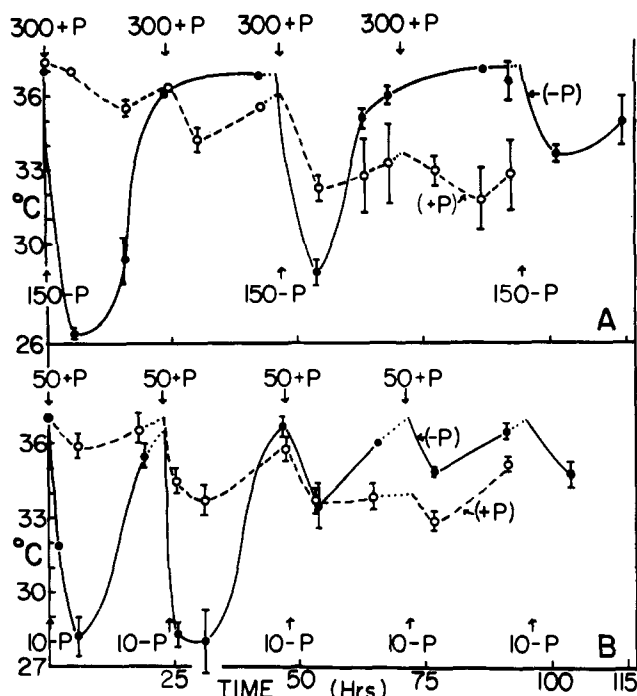 300+P 300+P 300+P 300+P
36
(-P)
33
(+P)
°C
30
150-P 150-P 150-P
26
A
50+P 50+P 50+P 50+P
36
(-P)
33
(+P)
°C
30
10-P 10-P 10-P 10-P 10-P
27
B
25 50 75 100 115
TIME (Hrs)